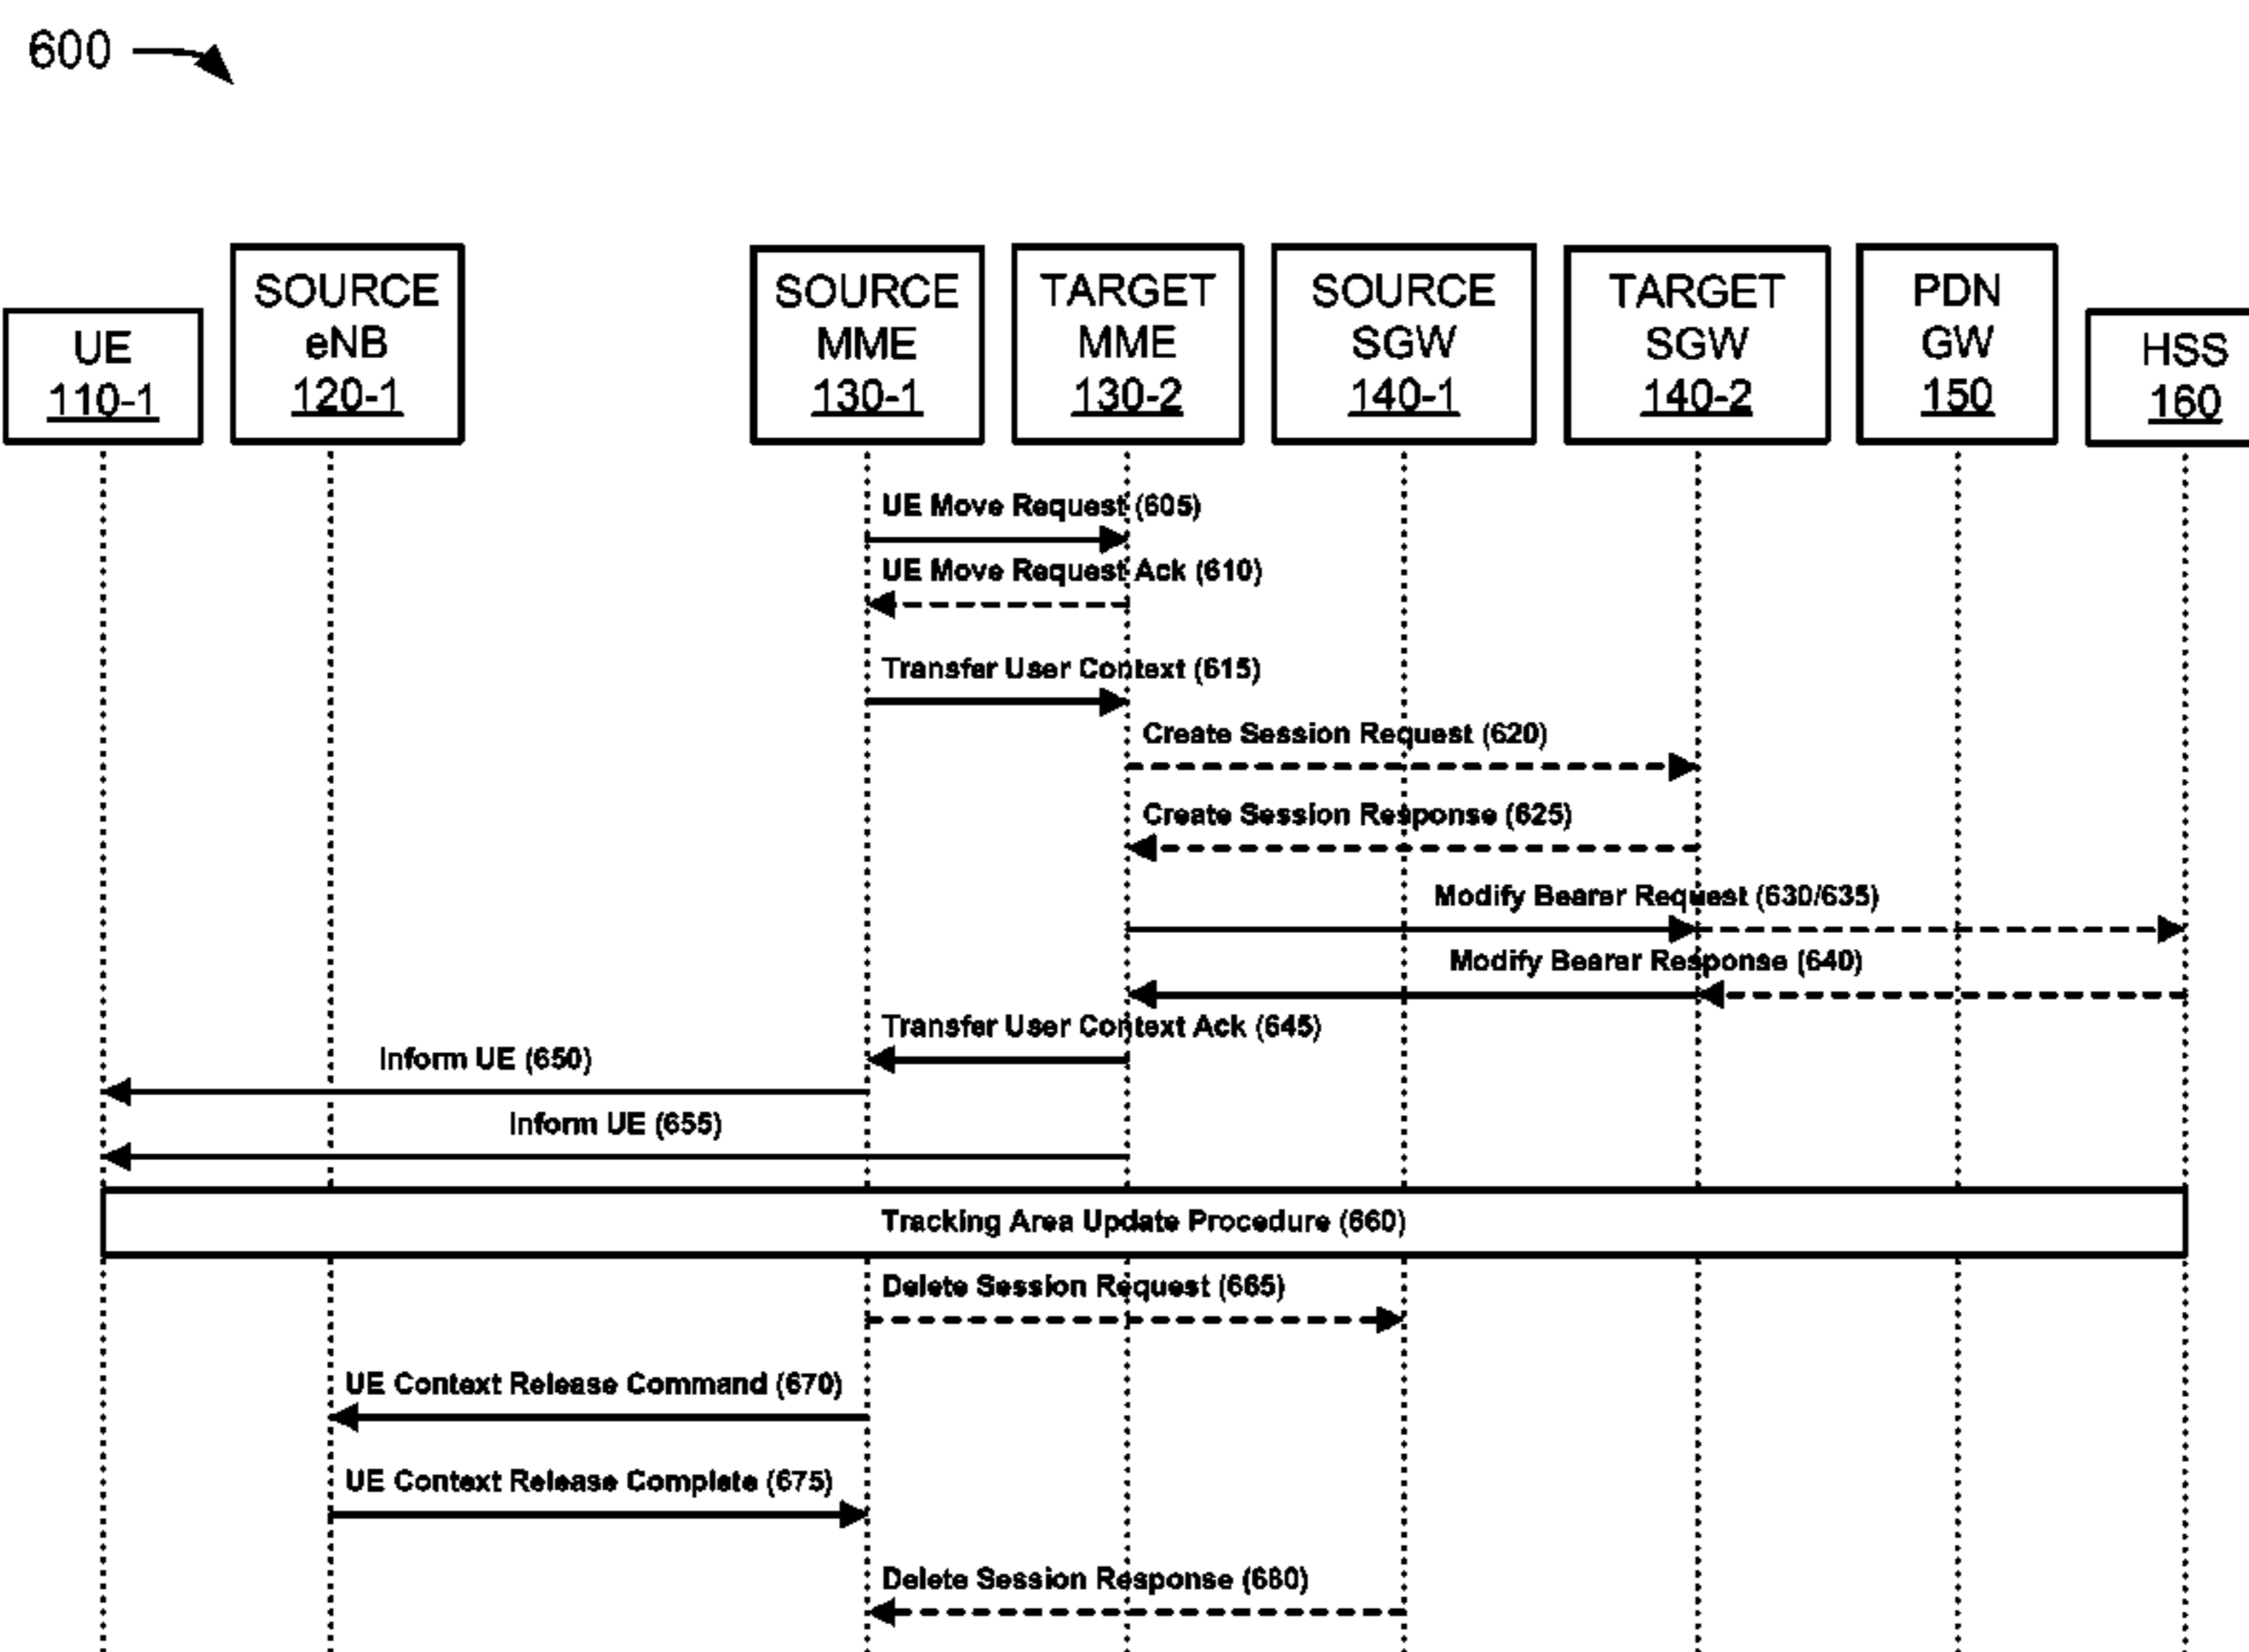 600
UE
110-1
SOURCE
eNB
120-1
SOURCE
MME
130-1
TARGET
MME
130-2
SOURCE
SGW
140-1
TARGET
SGW
140-2
PDN
GW
150
HSS
160
UE Move Request (605)
UE Move Request Ack (610)
Transfer User Context (615)
Create Session Request (620)
Create Session Response (625)
Modify Bearer Request (630/635)
Modify Bearer Response (640)
Transfer User Context Ack (645)
Inform UE (650)
Inform UE (655)
Tracking Area Update Procedure (660)
Delete Session Request (665)
UE Context Release Command (670)
UE Context Release Complete (675)
Delete Session Response (680)